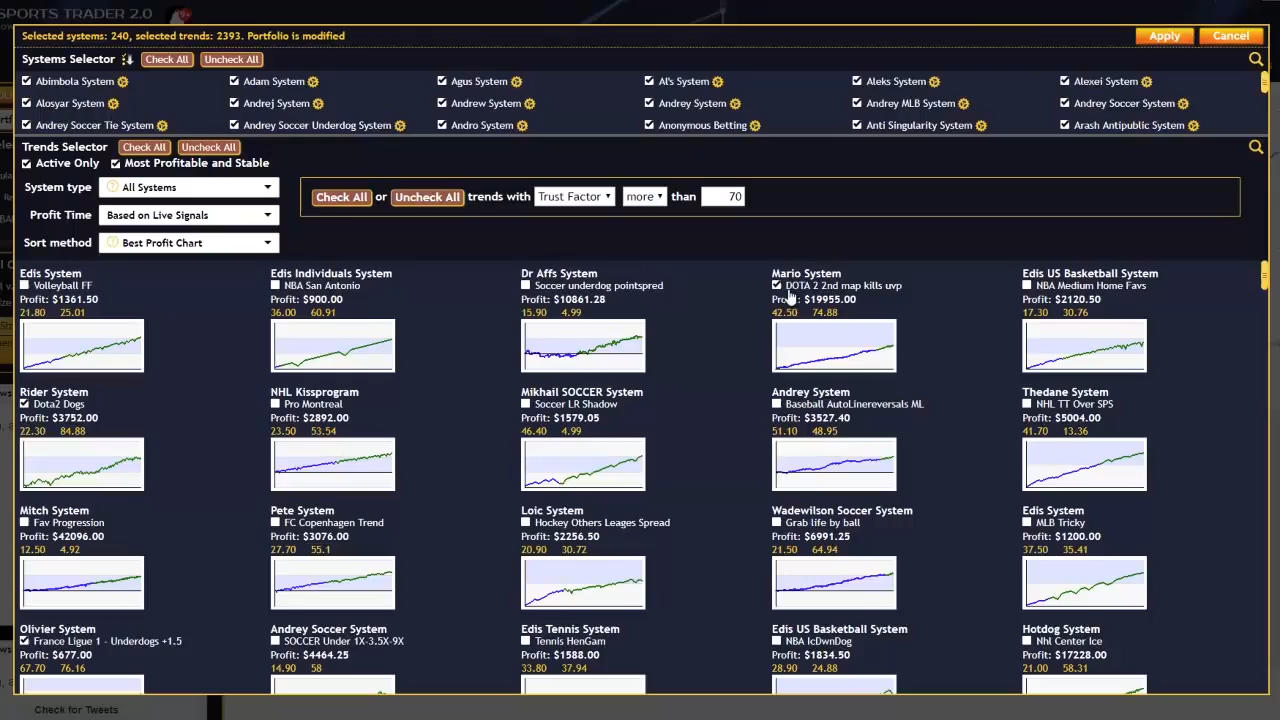 SPORTS TRADER 2.0
Selected systems: 240, selected trends: 2393. Portfolio is modified
Apply Cancel
Systems Selector Check All Uncheck All
Abimbola System Adam System Agus System Al's System Aleks System Alexei System
Alosyar System Andrej System Andrew System Andrey System Andrey MLB System Andrey Soccer System
Andrey Soccer Tie System Andrey Soccer Underdog System Andro System Anonymous Betting Anti Singularity System Arash Antipublic System
Trends Selector Check All Uncheck All
Active Only Most Profitable and Stable
System type All Systems
Check All or Uncheck All trends with Trust Factor more than 70
Profit Time Based on Live Signals
Sort method Best Profit Chart
Edis System Edis Individuals System Dr Affs System Mario System Edis US Basketball System
Volleyball FF NBA San Antonio Soccer underdog pointspred DOTA 2 2nd map kills uvp NBA Medium Home Favs
Profit: $1361.50 Profit: $900.00 Profit: $10861.28 Profit: $19955.00 Profit: $2120.50
21.80 25.01 36.00 60.91 15.90 4.99 42.50 74.88 17.30 30.76
Rider System NHL Kissprogram Mikhail SOCCER System Andrey System Thedane System
Dota2 Dogs Pro Montreal Soccer LR Shadow Baseball AutoLinereversals ML NHL TT Over SPS
Profit: $3752.00 Profit: $2892.00 Profit: $1579.05 Profit: $3527.40 Profit: $5004.00
22.30 84.88 23.50 53.54 46.40 4.99 51.10 48.95 41.70 13.36
Mitch System Pete System Loic System Wadewilson Soccer System Edis System
Fav Progression FC Copenhagen Trend Hockey Others Leages Spread Grab life by ball MLB Tricky
Profit: $42096.00 Profit: $3076.00 Profit: $2256.50 Profit: $6991.25 Profit: $1200.00
12.50 4.92 27.70 55.1 20.90 30.72 21.50 64.94 37.50 35.41
Olivier System Andrey Soccer System Edis Tennis System Edis US Basketball System Hotdog System
France Ligue 1 - Underdogs +1.5 SOCCER Under 1X-3.5X-9X Tennis HenGam NBA IcDwnDog Nhl Center Ice
Profit: $677.00 Profit: $4464.25 Profit: $1588.00 Profit: $1834.50 Profit: $17228.00
67.70 76.16 14.90 58 33.80 37.94 28.90 24.88 21.00 58.31
Check for Tweets